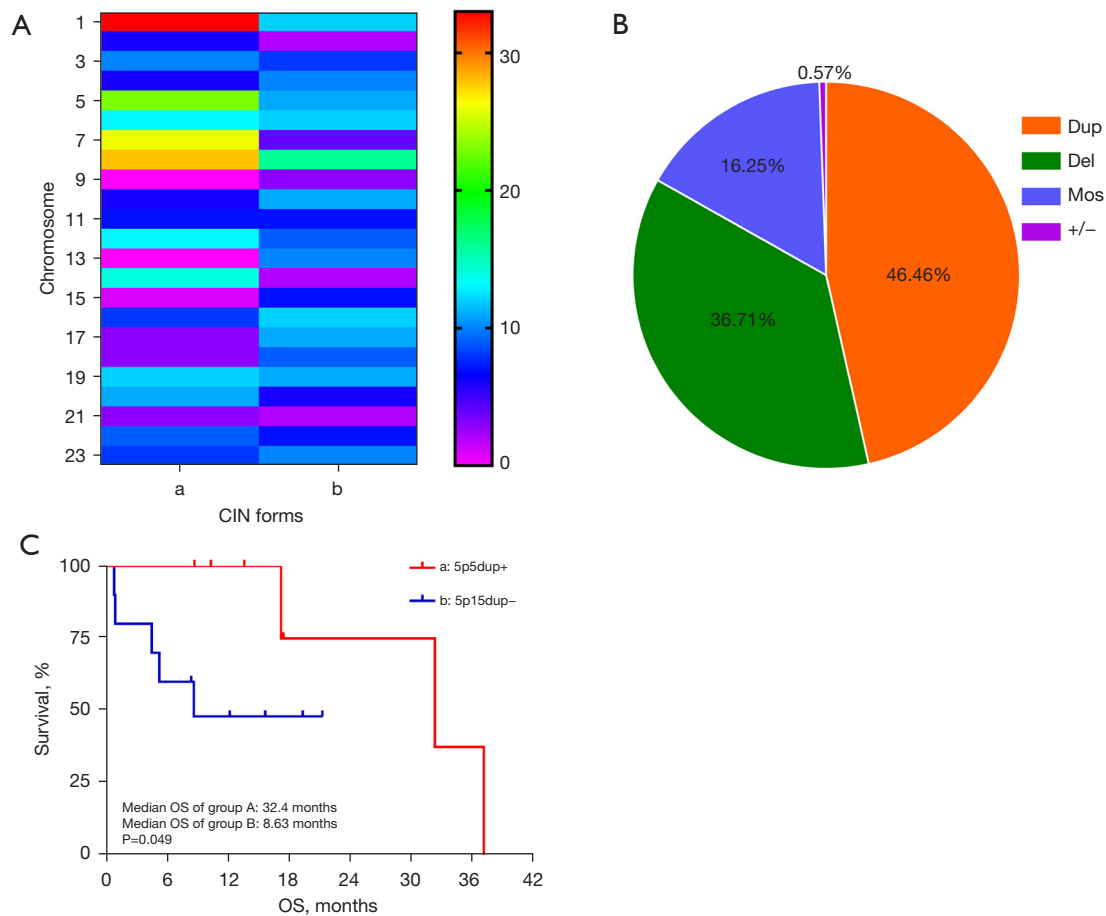 A
Chromosome
1
3
5
7
9
11
13
15
17
19
21
23
a
b
CIN forms
30
20
10
0
B
0.57%
16.25%
36.71%
46.46%
Dup
Del
Mos
+/−
C
Survival, %
100
75
50
25
0
a: 5p5dup+
b: 5p15dup−
Median OS of group A: 32.4 months
Median OS of group B: 8.63 months
P=0.049
0 6 12 18 24 30 36 42
OS, months